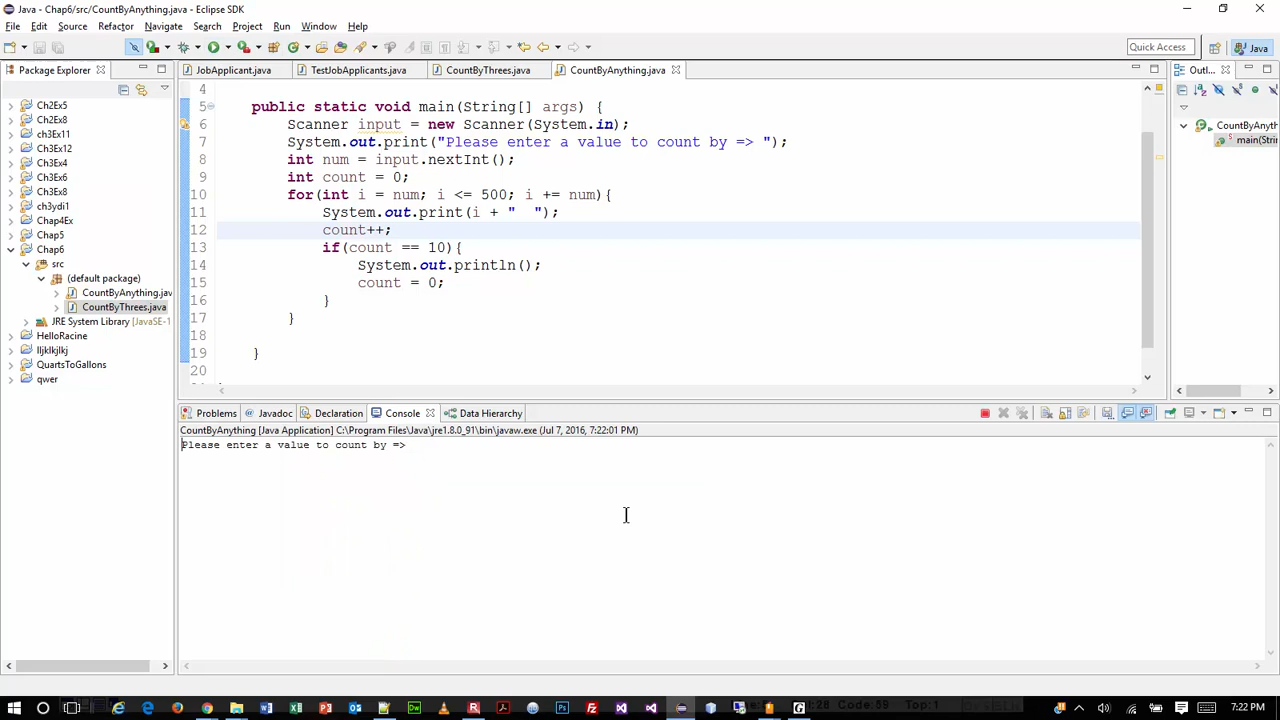 Java - Chap6/src/CountByAnything.java - Eclipse SDK
File Edit Source Refactor Navigate Search Project Run Window Help
Quick Access Java
Package Explorer
JobApplicant.java TestJobApplicants.java CountByThrees.java CountByAnything.java
Outl...
Ch2Ex5
Ch2Ex8
ch3Ex11
Ch3Ex12
Ch3Ex4
Ch3Ex6
Ch3Ex8
ch3ydi1
Chap4Ex
Chap5
Chap6
src
(default package)
CountByAnything.jav
CountByThrees.java
JRE System Library [JavaSE-1
HelloRacine
lljklkjlkj
QuartsToGallons
qwer
4
5 public static void main(String[] args) {
6 Scanner input = new Scanner(System.in);
7 System.out.print("Please enter a value to count by => ");
8 int num = input.nextInt();
9 int count = 0;
10 for(int i = num; i <= 500; i += num){
11 System.out.print(i + "  ");
12 count++;
13 if(count == 10){
14 System.out.println();
15 count = 0;
16 }
17 }
18
19 }
20
CountByAnyth
main(Strin
Problems Javadoc Declaration Console Data Hierarchy
CountByAnything [Java Application] C:\Program Files\Java\jre1.8.0_91\bin\javaw.exe (Jul 7, 2016, 7:22:01 PM)
Please enter a value to count by =>
7:22 PM